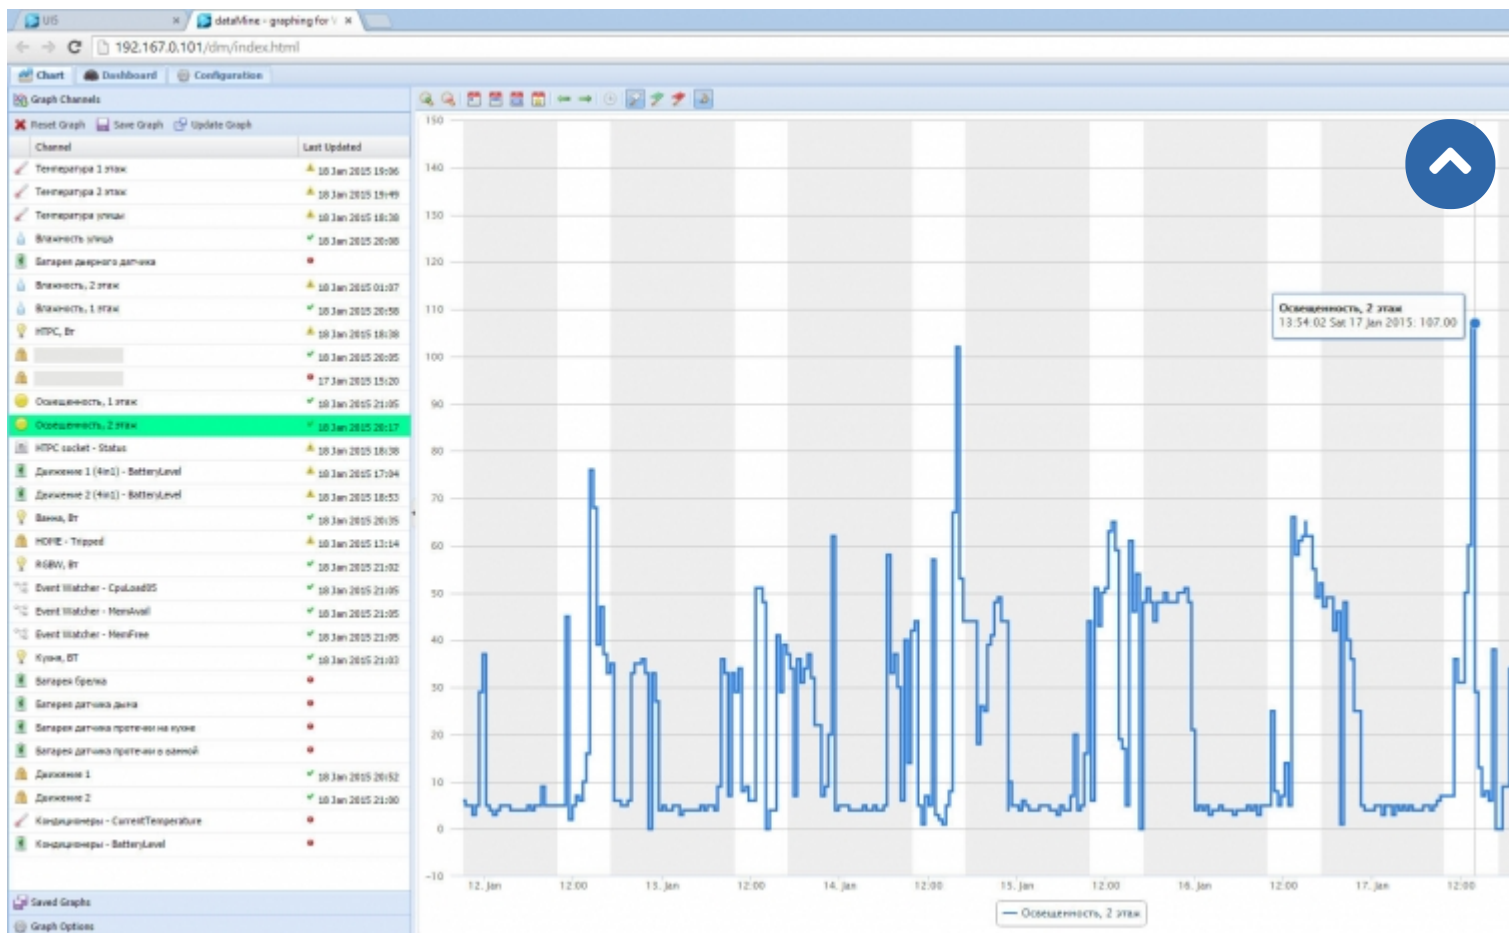 UI5
dataMine - graphing for V
192.167.0.101/dm/index.html
Chart Dashboard Configuration
Graph Channels
Reset Graph Save Graph Update Graph
Channel Last Updated
Температура 1 этаж 18 Jan 2015 19:06
Температура 2 этаж 18 Jan 2015 19:49
Температура улицы 18 Jan 2015 18:38
Влажность улица 18 Jan 2015 20:08
Батарея дверного датчика
Влажность, 2 этаж 18 Jan 2015 01:07
Влажность, 1 этаж 18 Jan 2015 20:58
HTPC, Вт 18 Jan 2015 18:38
18 Jan 2015 20:05
17 Jan 2015 15:20
Освещенность, 1 этаж 18 Jan 2015 21:05
Освещенность, 2 этаж 18 Jan 2015 20:17
HTPC socket - Status 18 Jan 2015 18:38
Движение 1 (4in1) - BatteryLevel 18 Jan 2015 17:04
Движение 2 (4in1) - BatteryLevel 18 Jan 2015 18:53
Ванна, Вт 18 Jan 2015 20:35
HOME - Tripped 18 Jan 2015 13:14
RGBW, Вт 18 Jan 2015 21:02
Event Watcher - CpuLoad05 18 Jan 2015 21:05
Event Watcher - MemAvail 18 Jan 2015 21:05
Event Watcher - MemFree 18 Jan 2015 21:05
Кухня, ВТ 18 Jan 2015 21:03
Батарея брелка
Батарея датчика дыма
Батарея датчика протечки на кухне
Батарея датчика протечки в ванной
Движение 1 18 Jan 2015 20:52
Движение 2 18 Jan 2015 21:00
Кондиционеры - CurrentTemperature
Кондиционеры - BatteryLevel
Saved Graphs
Graph Options
150
140
130
120
110
100
90
80
70
60
50
40
30
20
10
0
-10
Освещенность, 2 этаж
13:54:02 Sat 17 Jan 2015: 107.00
12. Jan 12:00 13. Jan 12:00 14. Jan 12:00 15. Jan 12:00 16. Jan 12:00 17. Jan 12:00
Освещенность, 2 этаж